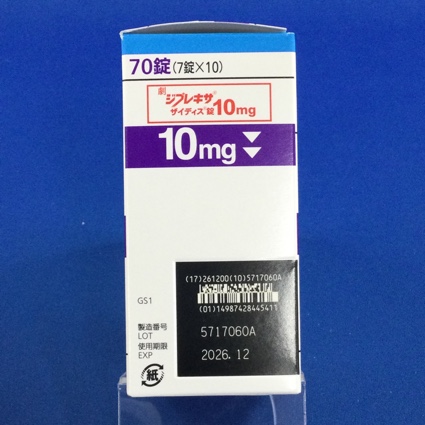 70錠(7錠×10)
劇 ジプレキサ®
ザイディス®錠10mg
10mg
(17)261200(10)5717060A
(01)14987428445411
GS1
製造番号
LOT
5717060A
使用期限
EXP
2026.12
紙